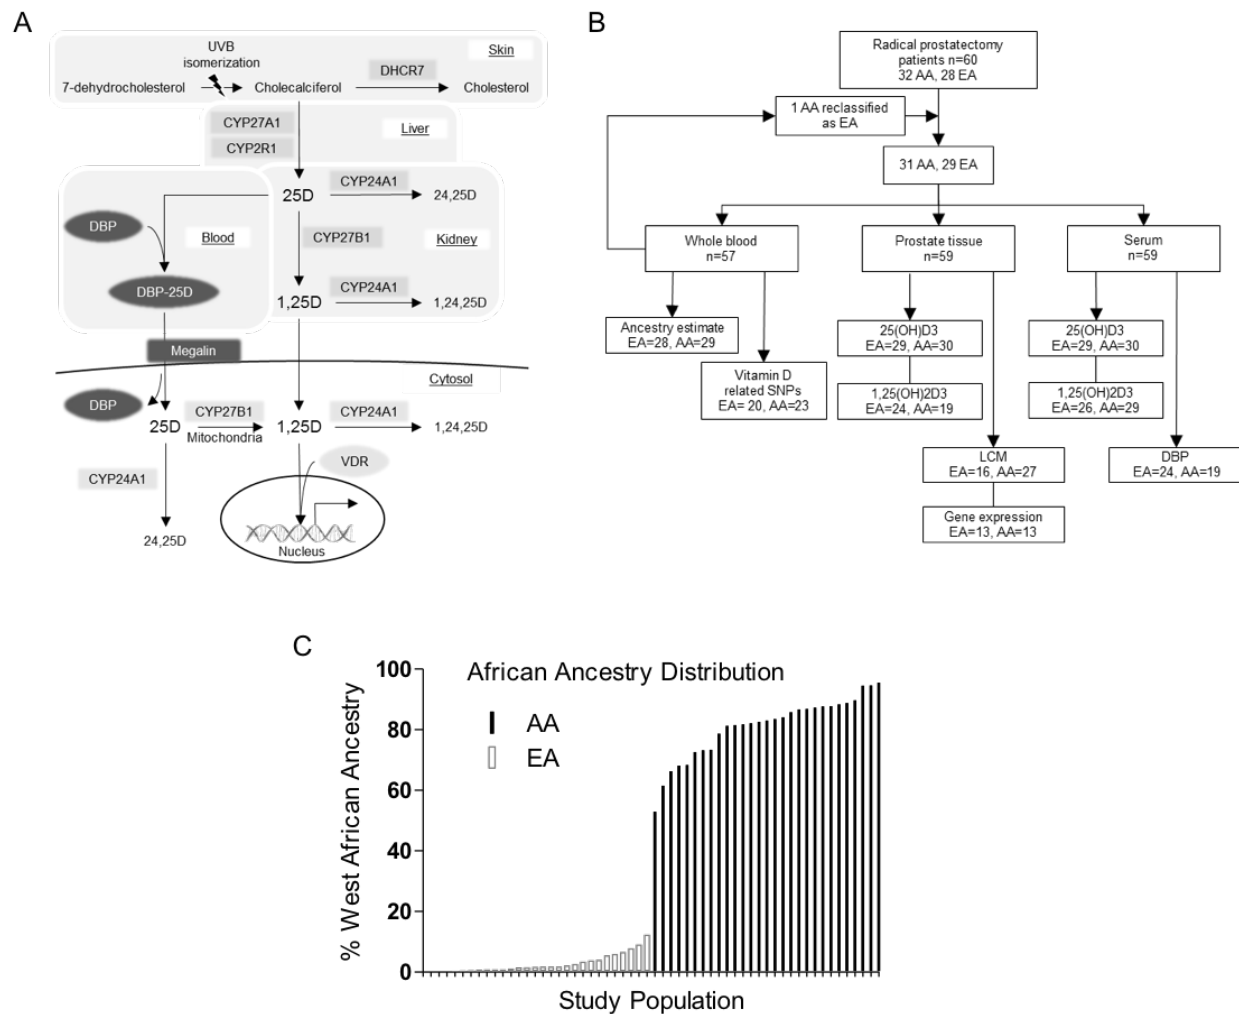 A
UVB
isomerization
Skin
DHCR7
7-dehydrocholesterol
Cholecalciferol
Cholesterol
CYP27A1
CYP2R1
Liver
CYP24A1
25D
24,25D
DBP
Blood
CYP27B1
Kidney
DBP-25D
CYP24A1
1,25D
1,24,25D
Megalin
Cytosol
DBP
CYP27B1
CYP24A1
25D
Mitochondria
1,25D
1,24,25D
CYP24A1
VDR
24,25D
Nucleus
B
Radical prostatectomy
patients n=60
32 AA, 28 EA
1 AA reclassified
as EA
31 AA, 29 EA
Whole blood
n=57
Prostate tissue
n=59
Serum
n=59
Ancestry estimate
EA=28, AA=29
Vitamin D
related SNPs
EA= 20, AA=23
25(OH)D3
EA=29, AA=30
1,25(OH)2D3
EA=24, AA=19
25(OH)D3
EA=29, AA=30
1,25(OH)2D3
EA=26, AA=29
LCM
EA=16, AA=27
DBP
EA=24, AA=19
Gene expression
EA=13, AA=13
C
African Ancestry Distribution
AA
EA
% West African Ancestry
100
80
60
40
20
0
Study Population